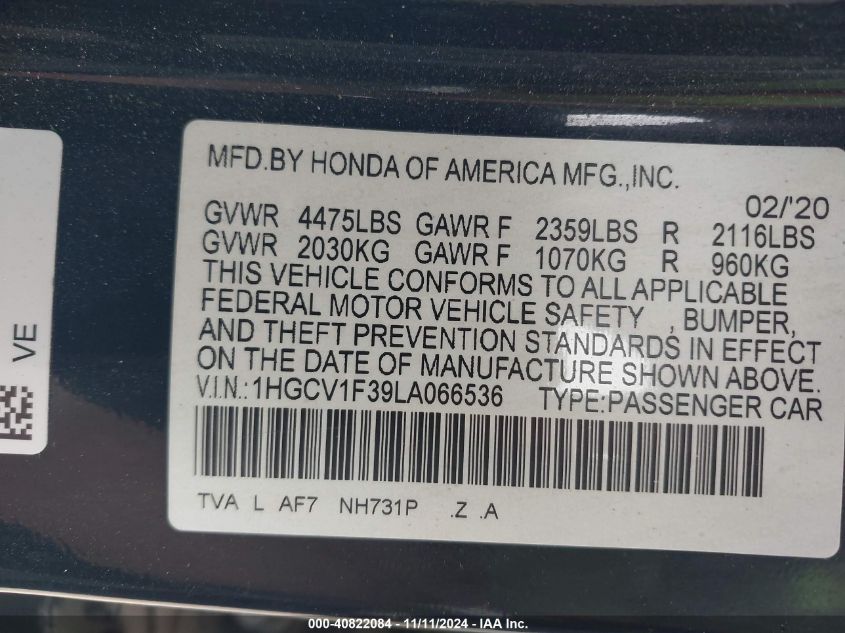 MFD.BY HONDA OF AMERICA MFG.,INC.
02/'20
GVWR 4475LBS GAWR F 2359LBS R 2116LBS
GVWR 2030KG GAWR F 1070KG R 960KG
THIS VEHICLE CONFORMS TO ALL APPLICABLE
FEDERAL MOTOR VEHICLE SAFETY , BUMPER,
AND THEFT PREVENTION STANDARDS IN EFFECT
ON THE DATE OF MANUFACTURE SHOWN ABOVE.
V.I.N.:1HGCV1F39LA066536 TYPE:PASSENGER CAR
TVA L AF7 NH731P .Z .A
VE
000-40822084 - 11/11/2024 - IAA Inc.